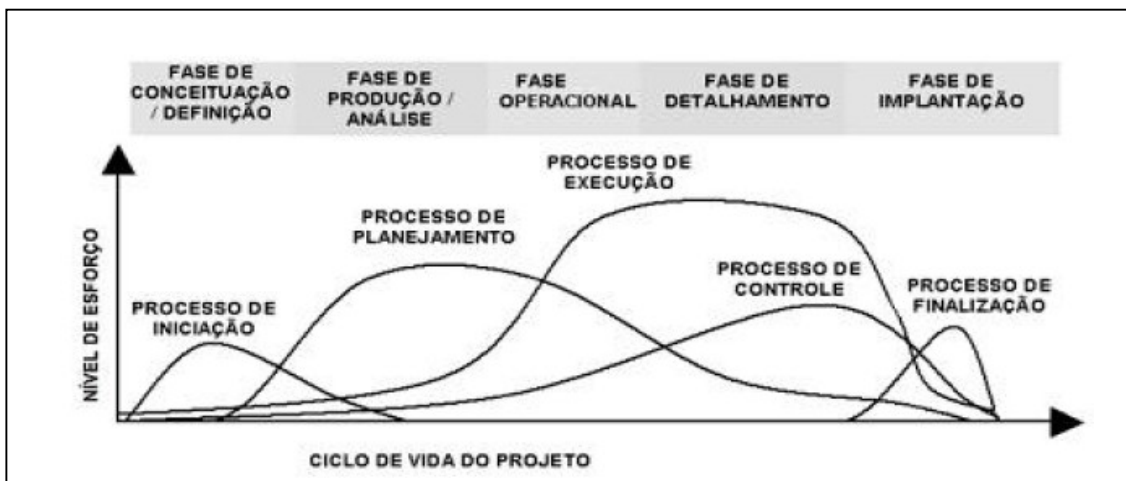 FASE DE
CONCEITUAÇÃO
/ DEFINIÇÃO
FASE DE
PRODUÇÃO /
ANÁLISE
FASE
OPERACIONAL
FASE DE
DETALHAMENTO
FASE DE
IMPLANTAÇÃO
PROCESSO DE
EXECUÇÃO
PROCESSO DE
PLANEJAMENTO
PROCESSO DE
CONTROLE
PROCESSO DE
FINALIZAÇÃO
PROCESSO DE
INICIAÇÃO
NÍVEL DE ESFORÇO
CICLO DE VIDA DO PROJETO